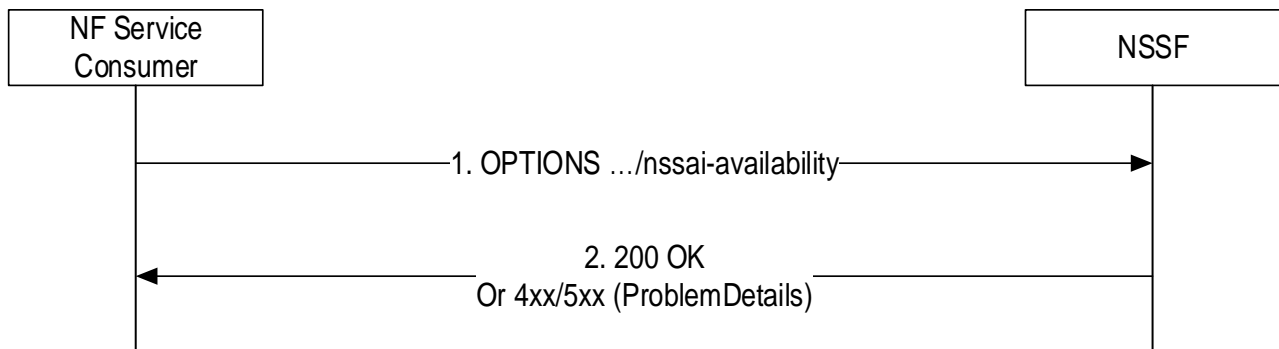 NF Service
Consumer
NSSF
1. OPTIONS …/nssai-availability
2. 200 OK
Or 4xx/5xx (ProblemDetails)